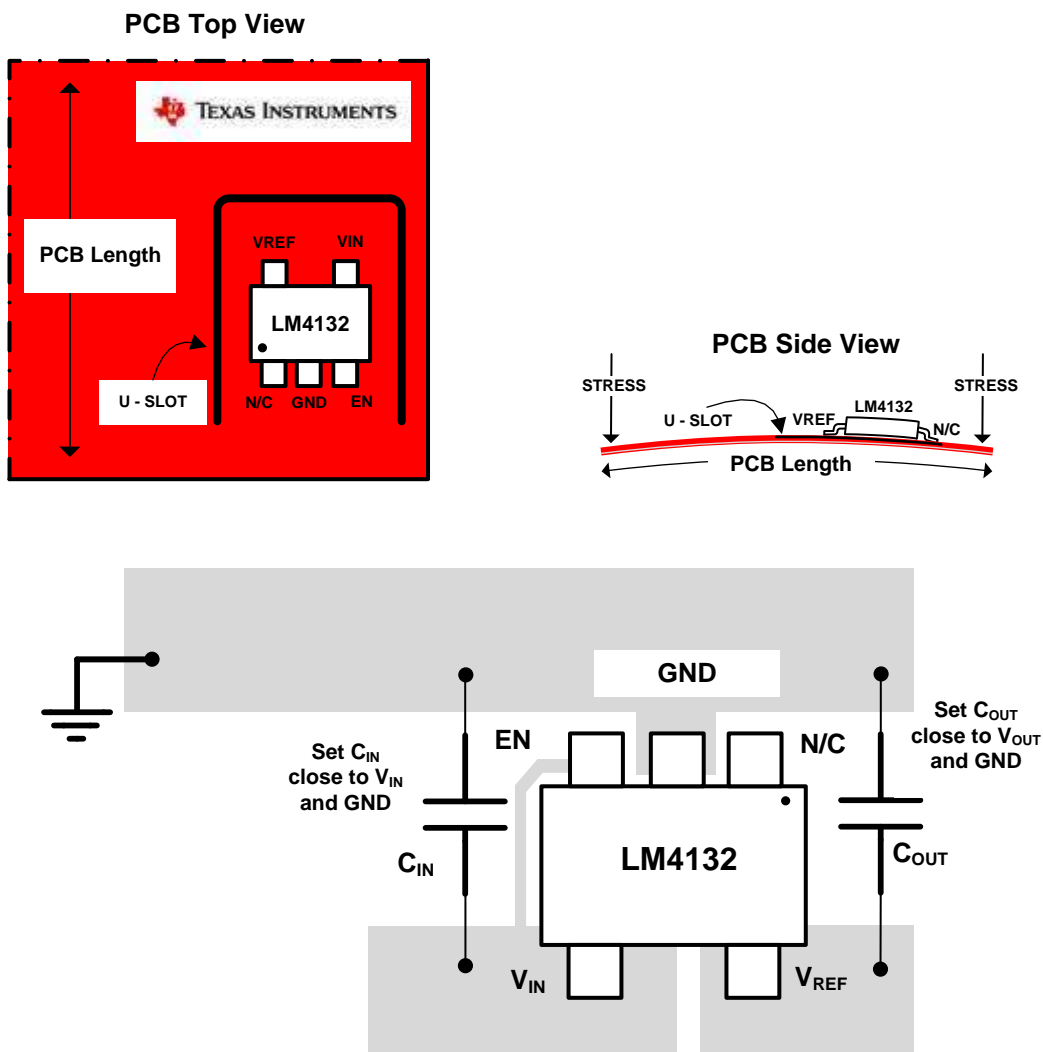 PCB Top View
TEXAS INSTRUMENTS
PCB Length
VREF VIN
LM4132
U - SLOT
N/C GND EN
PCB Side View
STRESS
STRESS
U - SLOT
VREF
LM4132
N/C
PCB Length
GND
EN
N/C
Set CIN
close to VIN
and GND
Set COUT
close to VOUT
and GND
CIN
LM4132
COUT
VIN
VREF